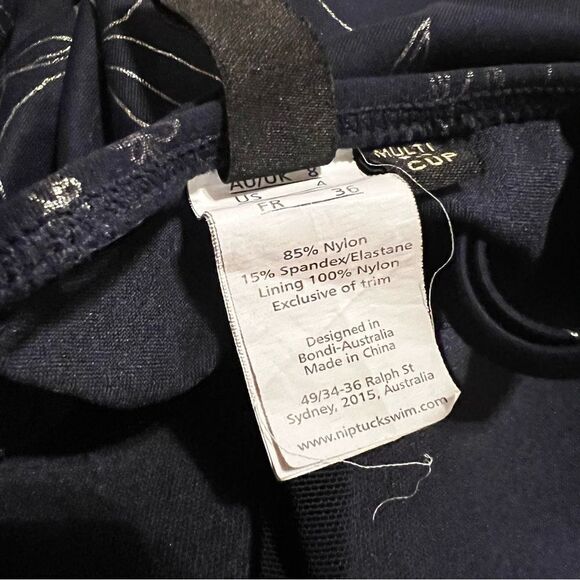 AU/UK 8
US 4
FR 36
85% Nylon
15% Spandex/Elastane
Lining 100% Nylon
Exclusive of trim
Designed in
Bondi-Australia
Made in China
49/34-36 Ralph St
Sydney, 2015, Australia
www.niptuckswim.com
MULTI
CUP